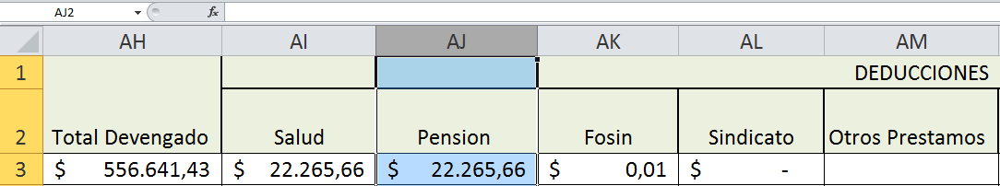 AJ2 fx
AH AI AJ AK AL AM
1 DEDUCCIONES
2 Total Devengado Salud Pension Fosin Sindicato Otros Prestamos
3 $ 556.641,43 $ 22.265,66 $ 22.265,66 $ 0,01 $ -